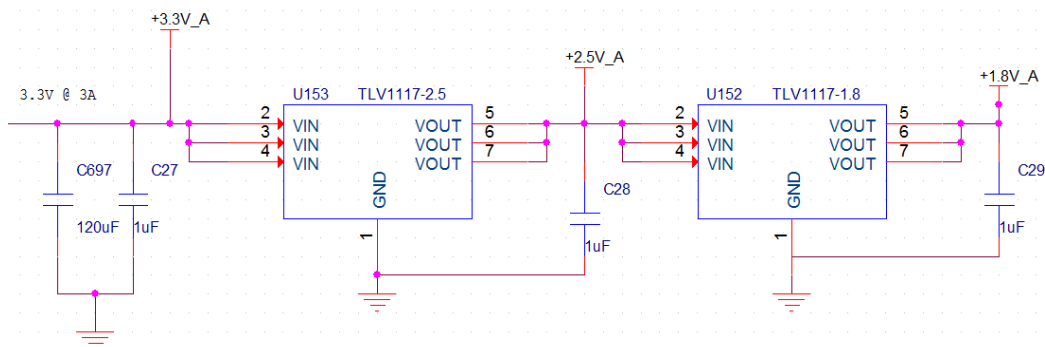 +3.3V_A
+2.5V_A
+1.8V_A
3.3V @ 3A
U153 TLV1117-2.5
U152 TLV1117-1.8
2 VIN VOUT 5
3 VIN VOUT 6
4 VIN VOUT 7
GND
1
2 VIN VOUT 5
3 VIN VOUT 6
4 VIN VOUT 7
GND
1
C697
120uF
C27
1uF
C28
1uF
C29
1uF